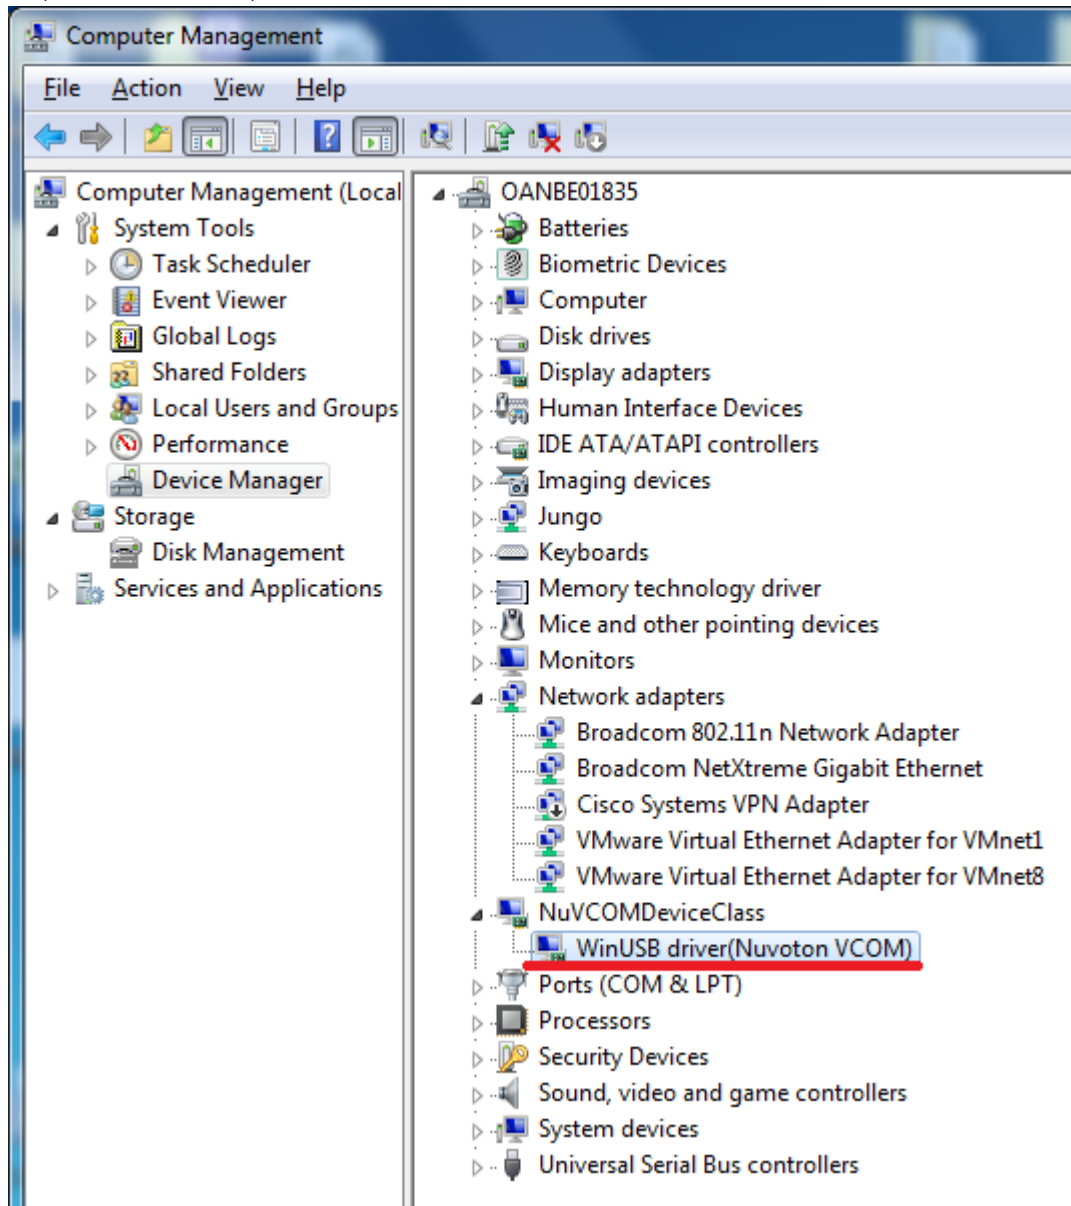 Computer Management
File Action View Help
Computer Management (Local
System Tools
Task Scheduler
Event Viewer
Global Logs
Shared Folders
Local Users and Groups
Performance
Device Manager
Storage
Disk Management
Services and Applications
OANBE01835
Batteries
Biometric Devices
Computer
Disk drives
Display adapters
Human Interface Devices
IDE ATA/ATAPI controllers
Imaging devices
Jungo
Keyboards
Memory technology driver
Mice and other pointing devices
Monitors
Network adapters
Broadcom 802.11n Network Adapter
Broadcom NetXtreme Gigabit Ethernet
Cisco Systems VPN Adapter
VMware Virtual Ethernet Adapter for VMnet1
VMware Virtual Ethernet Adapter for VMnet8
NuVCOMDeviceClass
WinUSB driver(Nuvoton VCOM)
Ports (COM & LPT)
Processors
Security Devices
Sound, video and game controllers
System devices
Universal Serial Bus controllers